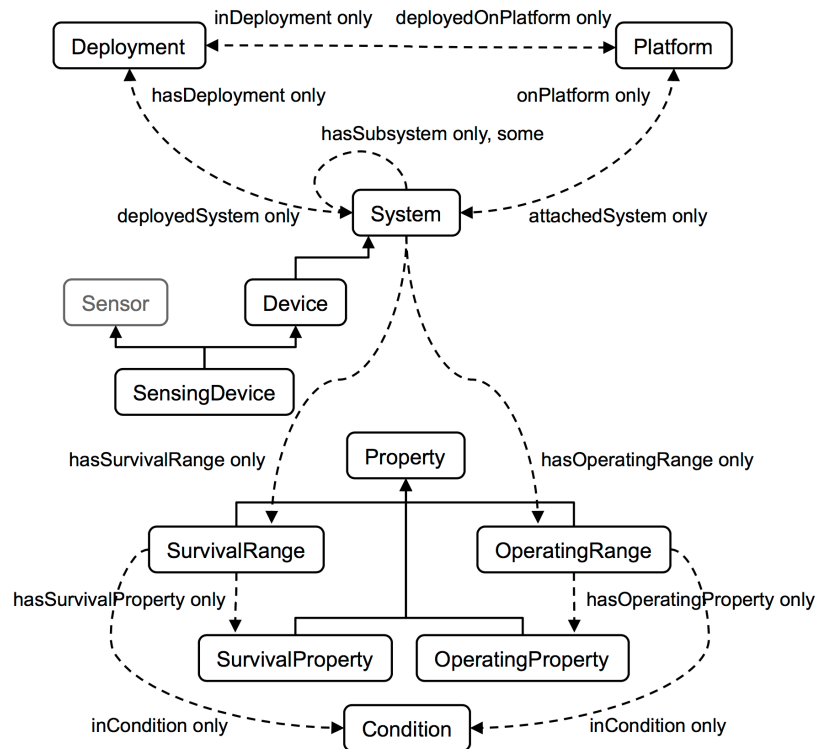 inDeployment only
deployedOnPlatform only
Deployment
Platform
hasDeployment only
onPlatform only
hasSubsystem only, some
deployedSystem only
System
attachedSystem only
Sensor
Device
SensingDevice
hasSurvivalRange only
Property
hasOperatingRange only
SurvivalRange
OperatingRange
hasSurvivalProperty only
hasOperatingProperty only
SurvivalProperty
OperatingProperty
inCondition only
Condition
inCondition only